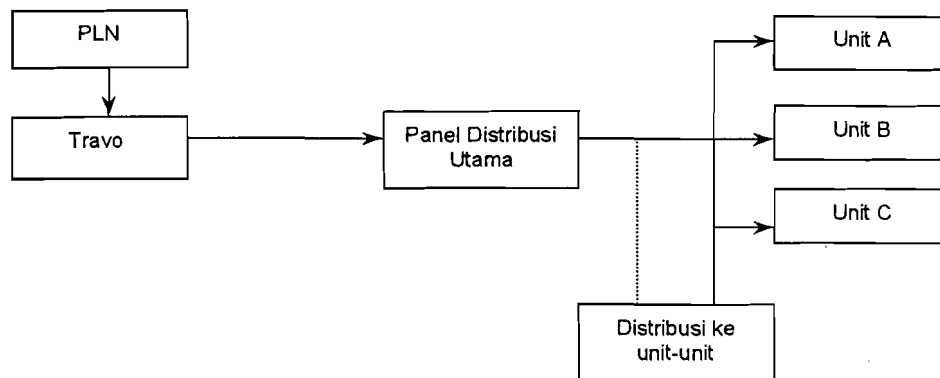 PLN
Travo
Panel Distribusi
Utama
Unit A
Unit B
Unit C
Distribusi ke
unit-unit